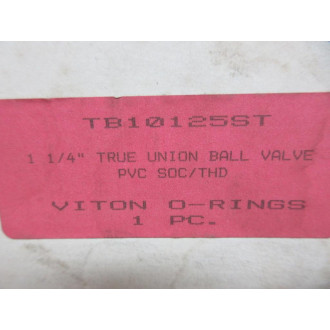 TB10125ST
1 1/4" TRUE UNION BALL VALVE
PVC SOC/THD
VITON O-RINGS
1 PC.